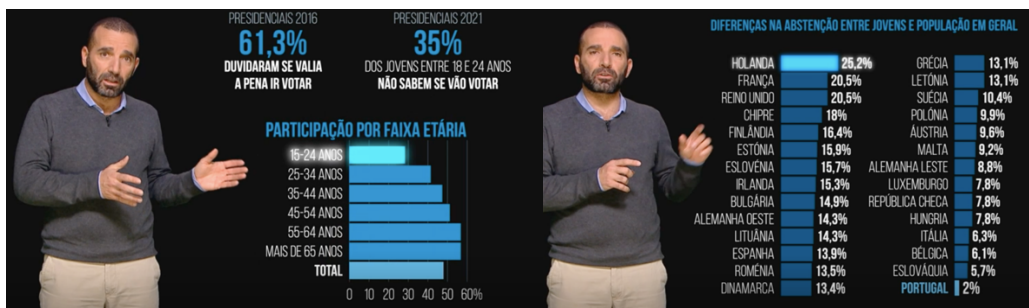 PRESIDENCIAIS 2016
61,3%
DUVIDARAM SE VALIA
A PENA IR VOTAR
PRESIDENCIAIS 2021
35%
DOS JOVENS ENTRE 18 E 24 ANOS
NÃO SABEM SE VÃO VOTAR
PARTICIPAÇÃO POR FAIXA ETÁRIA
15-24 ANOS
25-34 ANOS
35-44 ANOS
45-54 ANOS
55-64 ANOS
MAIS DE 65 ANOS
TOTAL
0 10 20 30 40 50 60%
DIFERENÇAS NA ABSTENÇÃO ENTRE JOVENS E POPULAÇÃO EM GERAL
HOLANDA 25,2%
FRANÇA 20,5%
REINO UNIDO 20,5%
CHIPRE 18%
FINLÂNDIA 16,4%
ESTÓNIA 15,9%
ESLOVÉNIA 15,7%
IRLANDA 15,3%
BULGÁRIA 14,9%
ALEMANHA OESTE 14,3%
LITUÂNIA 14,3%
ESPANHA 13,9%
ROMÉNIA 13,5%
DINAMARCA 13,4%
GRÉCIA 13,1%
LETÓNIA 13,1%
SUÉCIA 10,4%
POLÓNIA 9,9%
ÁUSTRIA 9,6%
MALTA 9,2%
ALEMANHA LESTE 8,8%
LUXEMBURGO 7,8%
REPÚBLICA CHECA 7,8%
HUNGRIA 7,8%
ITÁLIA 6,3%
BÉLGICA 6,1%
ESLOVÁQUIA 5,7%
PORTUGAL 2%